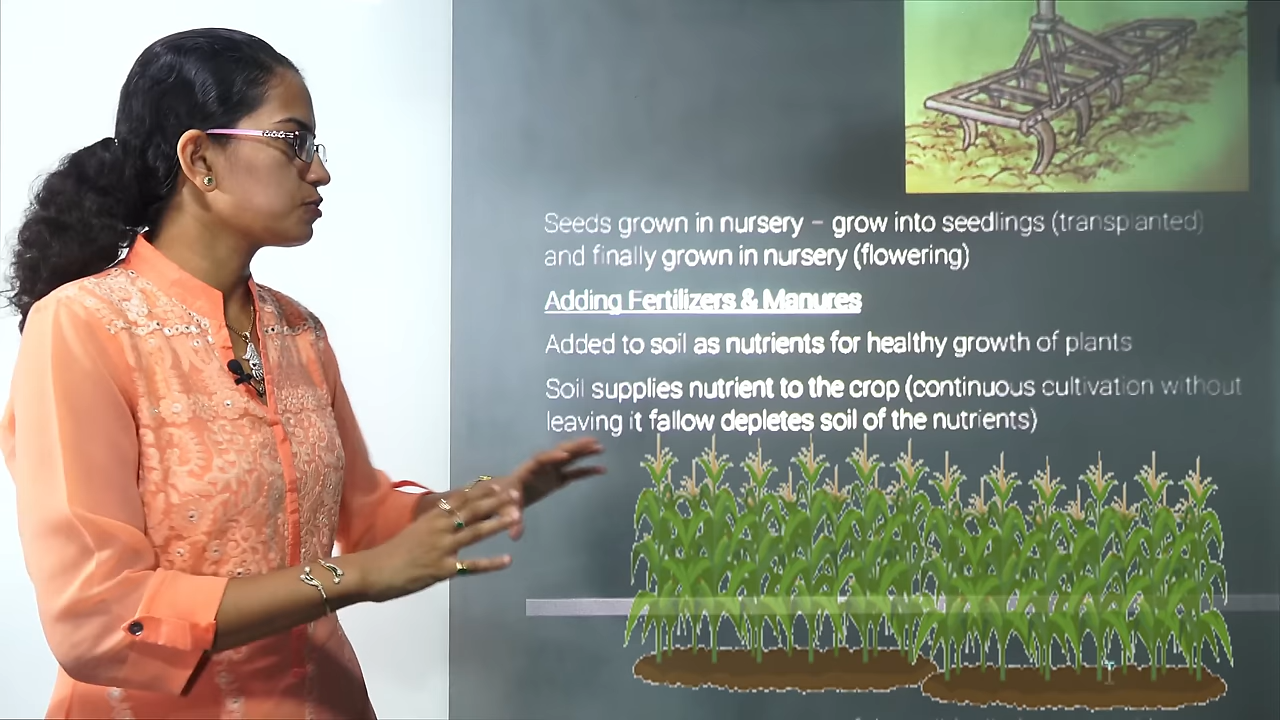 Seeds grown in nursery – grow into seedlings (transplanted)
and finally grown in nursery (flowering)
Adding Fertilizers & Manures
Added to soil as nutrients for healthy growth of plants
Soil supplies nutrient to the crop (continuous cultivation without
leaving it fallow depletes soil of the nutrients)